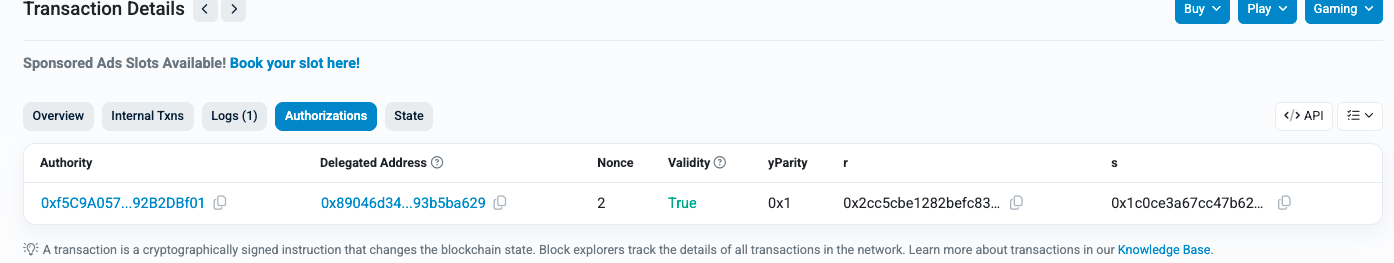 Transaction Details
Buy Play Gaming
Sponsored Ads Slots Available! Book your slot here!
Overview Internal Txns Logs (1) Authorizations State </> API
Authority Delegated Address Nonce Validity yParity r s
0xf5C9A057...92B2DBf01 0x89046d34...93b5ba629 2 True 0x1 0x2cc5cbe1282befc83... 0x1c0ce3a67cc47b62...
A transaction is a cryptographically signed instruction that changes the blockchain state. Block explorers track the details of all transactions in the network. Learn more about transactions in our Knowledge Base.